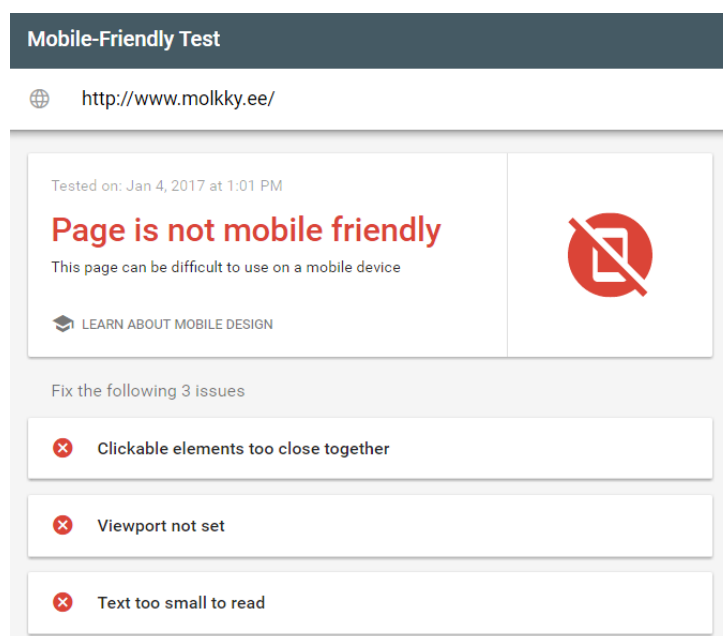 Mobile-Friendly Test
http://www.molkky.ee/
Tested on: Jan 4, 2017 at 1:01 PM
Page is not mobile friendly
This page can be difficult to use on a mobile device
LEARN ABOUT MOBILE DESIGN
Fix the following 3 issues
Clickable elements too close together
Viewport not set
Text too small to read